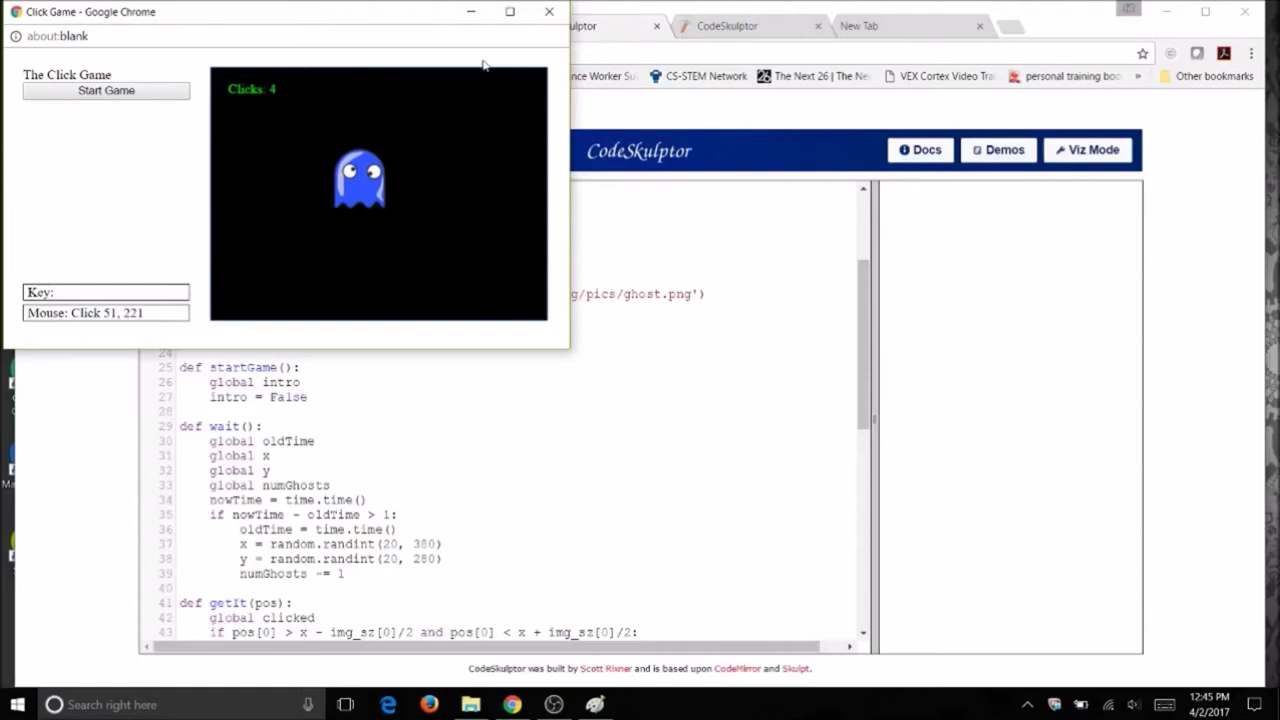 Click Game - Google Chrome
about:blank
The Click Game
Start Game
Clicks: 4
Key:
Mouse: Click 51, 221
CodeSkulptor
New Tab
CS-STEM Network
The Next 26 | The Ne
VEX Cortex Video Tra
personal training boo
»
Other bookmarks
CodeSkulptor
Docs
Demos
Viz Mode
g/pics/ghost.png')
24
25 def startGame():
26 global intro
27 intro = False
28
29 def wait():
30 global oldTime
31 global x
32 global y
33 global numGhosts
34 nowTime = time.time()
35 if nowTime - oldTime > 1:
36 oldTime = time.time()
37 x = random.randint(20, 380)
38 y = random.randint(20, 280)
39 numGhosts -= 1
40
41 def getIt(pos):
42 global clicked
43 if pos[0] > x - img_sz[0]/2 and pos[0] < x + img_sz[0]/2:
CodeSkulptor was built by Scott Rixner and is based upon CodeMirror and Skulpt.
Search right here
12:45 PM
4/2/2017